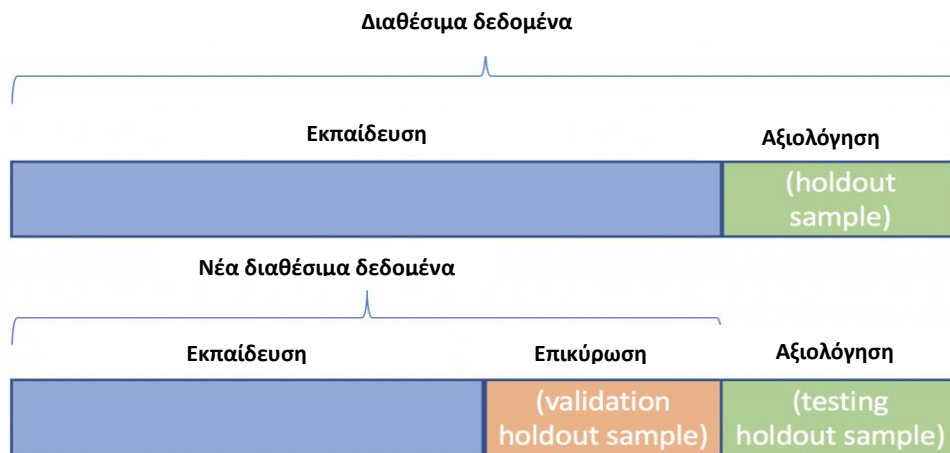 Διαθέσιμα δεδομένα
Εκπαίδευση
Αξιολόγηση
(holdout
sample)
Νέα διαθέσιμα δεδομένα
Εκπαίδευση
Επικύρωση
Αξιολόγηση
(validation
holdout sample)
(testing
holdout sample)